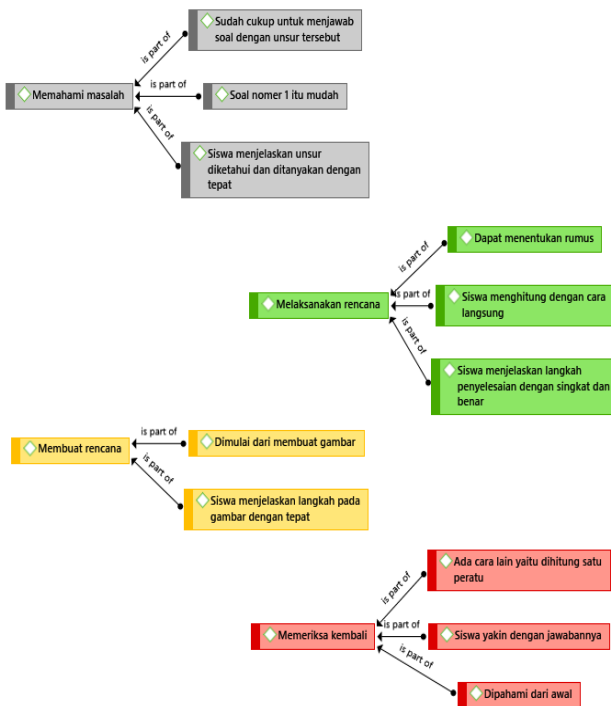 Sudah cukup untuk menjawab
soal dengan unsur tersebut
is part of
Memahami masalah
is part of
Soal nomer 1 itu mudah
is part of
Siswa menjelaskan unsur
diketahui dan ditanyakan dengan
tepat
Dapat menentukan rumus
is part of
Melaksanakan rencana
is part of
Siswa menghitung dengan cara
langsung
is part of
Siswa menjelaskan langkah
penyelesaian dengan singkat dan
benar
Membuat rencana
is part of
Dimulai dari membuat gambar
is part of
Siswa menjelaskan langkah pada
gambar dengan tepat
Ada cara lain yaitu dihitung satu
peratu
is part of
Memeriksa kembali
is part of
Siswa yakin dengan jawabannya
is part of
Dipahami dari awal